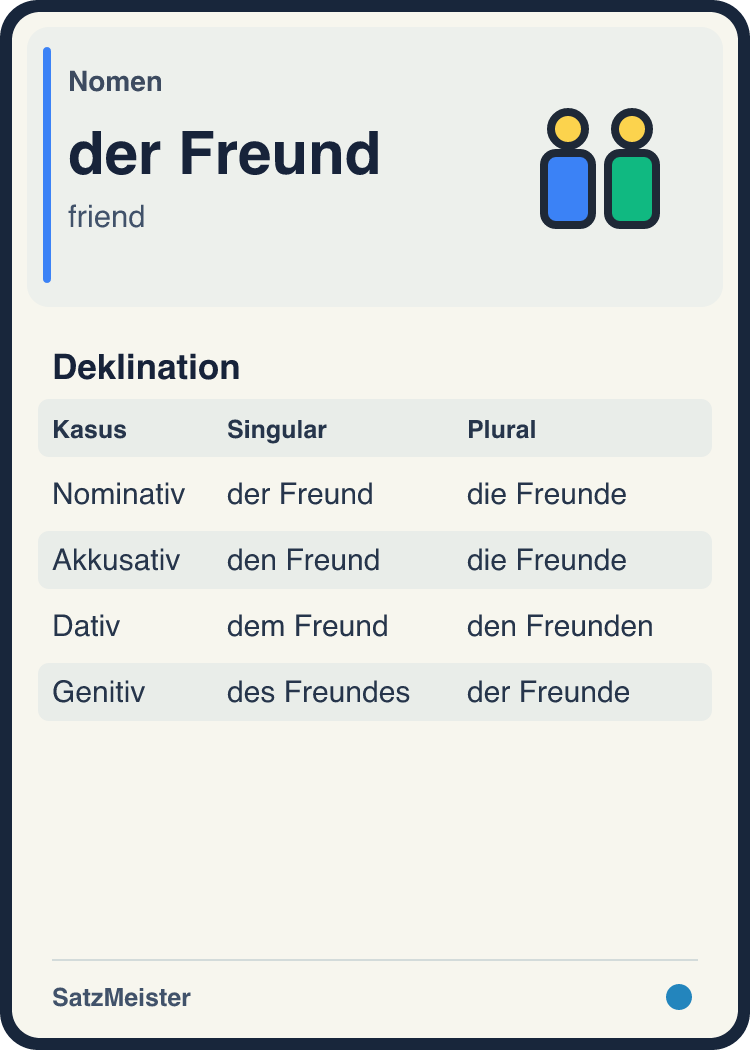 Nomen
der Freund
friend
Deklination
Kasus Singular Plural
Nominativ der Freund die Freunde
Akkusativ den Freund die Freunde
Dativ dem Freund den Freunden
Genitiv des Freundes der Freunde
SatzMeister